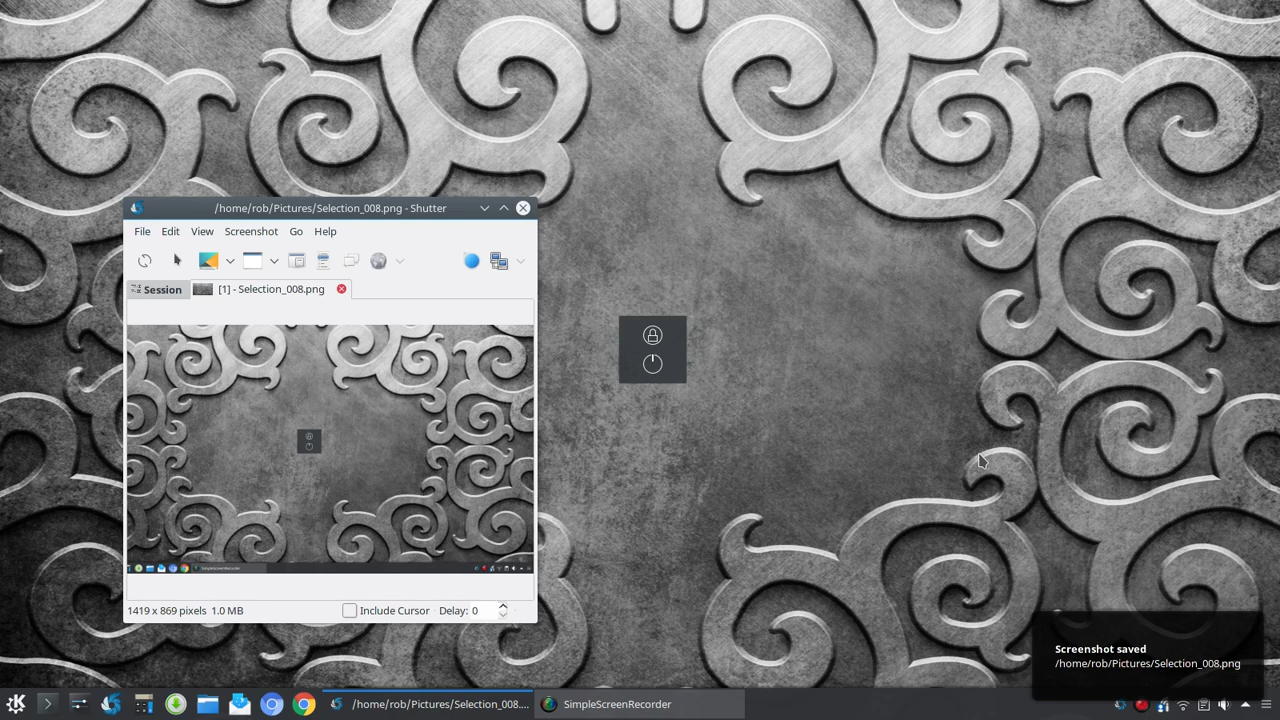 /home/rob/Pictures/Selection_008.png - Shutter
File Edit View Screenshot Go Help
Session [1] - Selection_008.png
1419 x 869 pixels 1.0 MB Include Cursor Delay: 0
Screenshot saved
/home/rob/Pictures/Selection_008.png
/home/rob/Pictures/Selection_008.... SimpleScreenRecorder